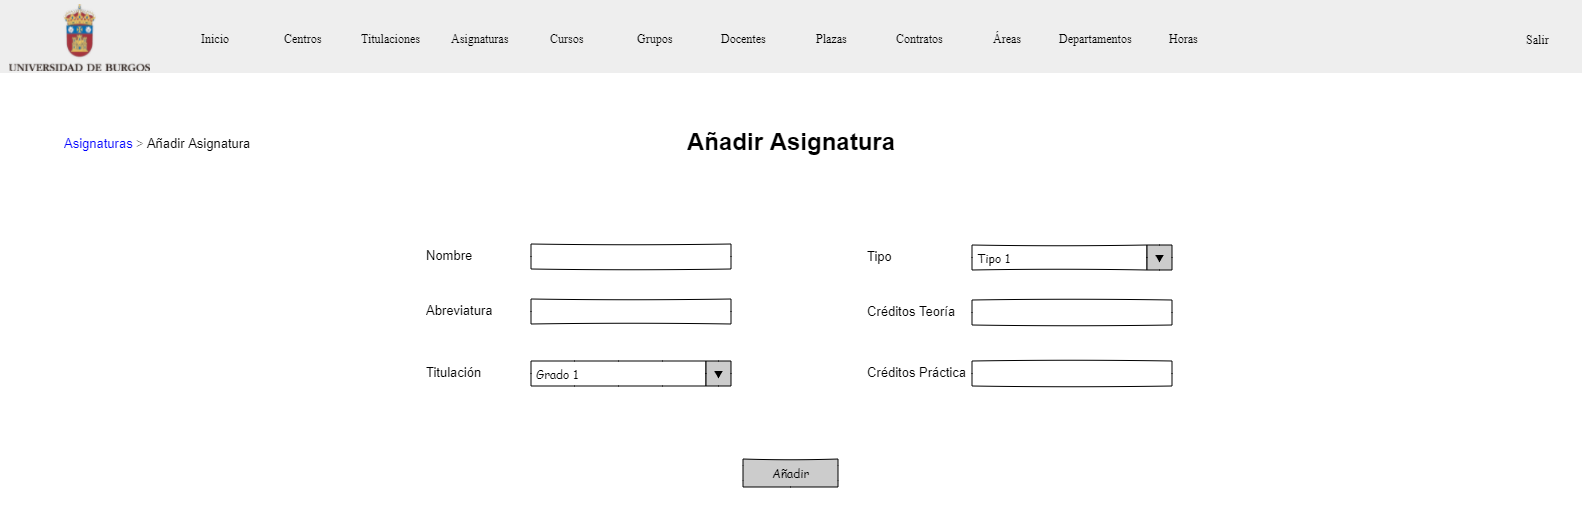 UNIVERSIDAD DE BURGOS
Inicio Centros Titulaciones Asignaturas Cursos Grupos Docentes Plazas Contratos Áreas Departamentos Horas Salir
Asignaturas > Añadir Asignatura
Añadir Asignatura
Nombre
Tipo Tipo 1
Abreviatura
Créditos Teoría
Titulación Grado 1
Créditos Práctica
Añadir